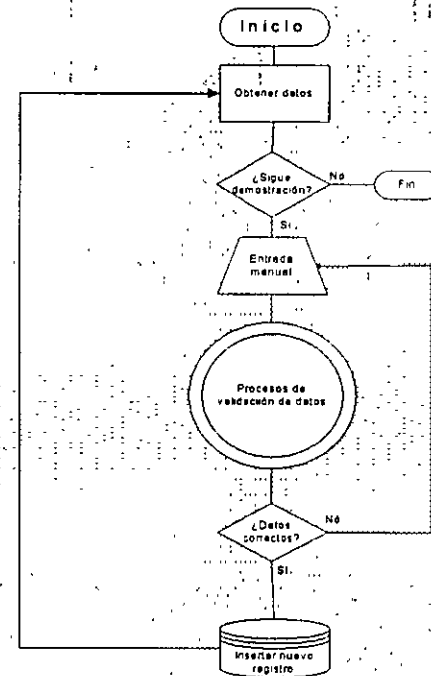 Inicio
Obtener datos
¿Sigue
demostración?
No
Fin
Si.
Entrada
manual
Procesos de
validación de datos
¿Datos
correctos?
No
Si.
Insertar nuevo
registro